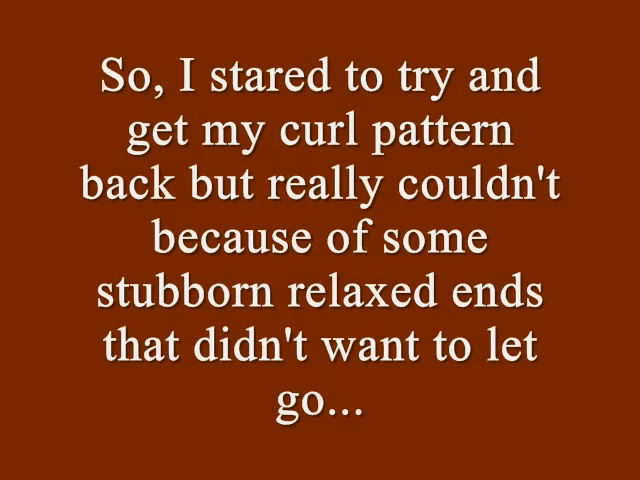 So, I stared to try and
get my curl pattern
back but really couldn't
because of some
stubborn relaxed ends
that didn't want to let
go...